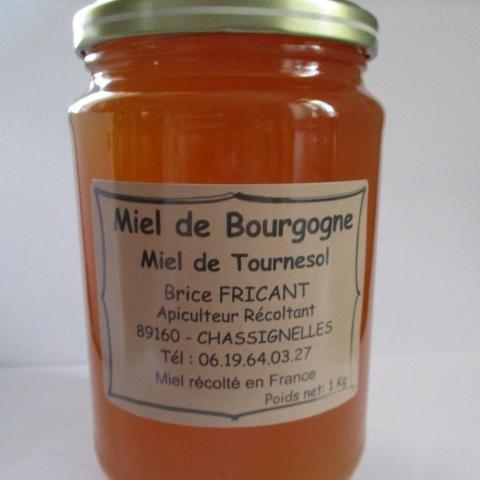 Miel de Bourgogne
Miel de Tournesol
Brice FRICANT
Apiculteur Récoltant
89160 - CHASSIGNELLES
Tél : 06.19.64.03.27
Miel récolté en France
Poids net: 1 Kg